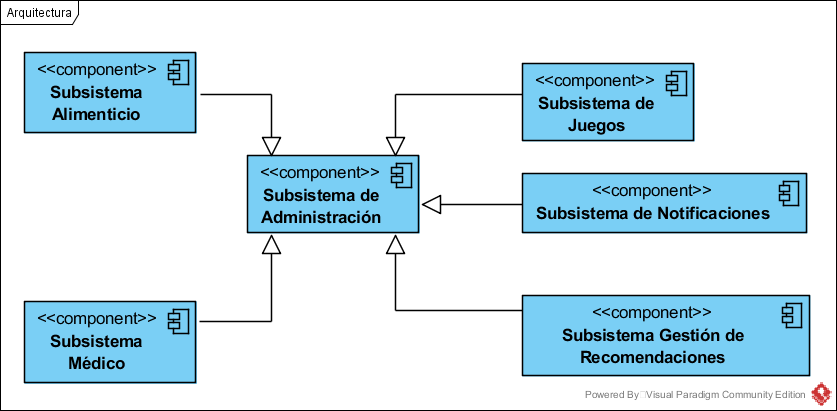 Arquitectura
<<component>>
Subsistema
Alimenticio
<<component>>
Subsistema de
Juegos
<<component>>
Subsistema de
Administración
<<component>>
Subsistema de Notificaciones
<<component>>
Subsistema
Médico
<<component>>
Subsistema Gestión de
Recomendaciones
Powered By Visual Paradigm Community Edition